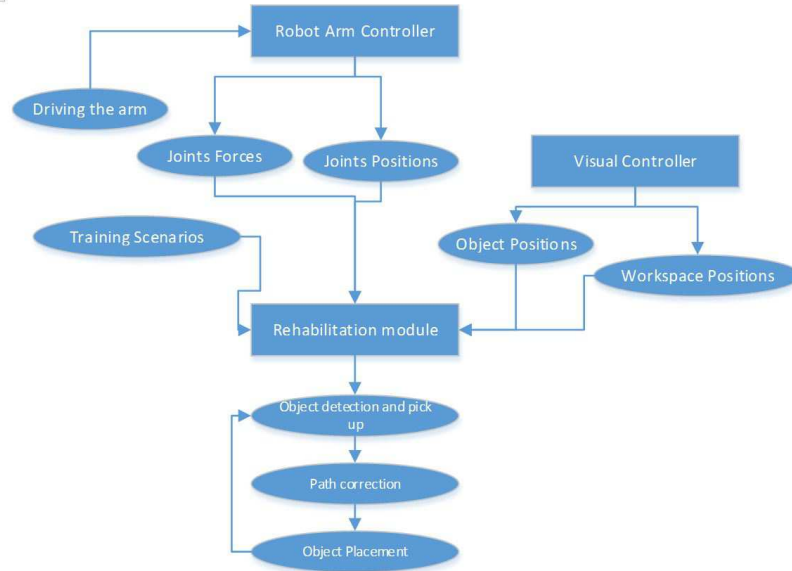 Robot Arm Controller
Driving the arm
Joints Forces
Joints Positions
Visual Controller
Training Scenarios
Object Positions
Workspace Positions
Rehabilitation module
Object detection and pick
up
Path correction
Object Placement